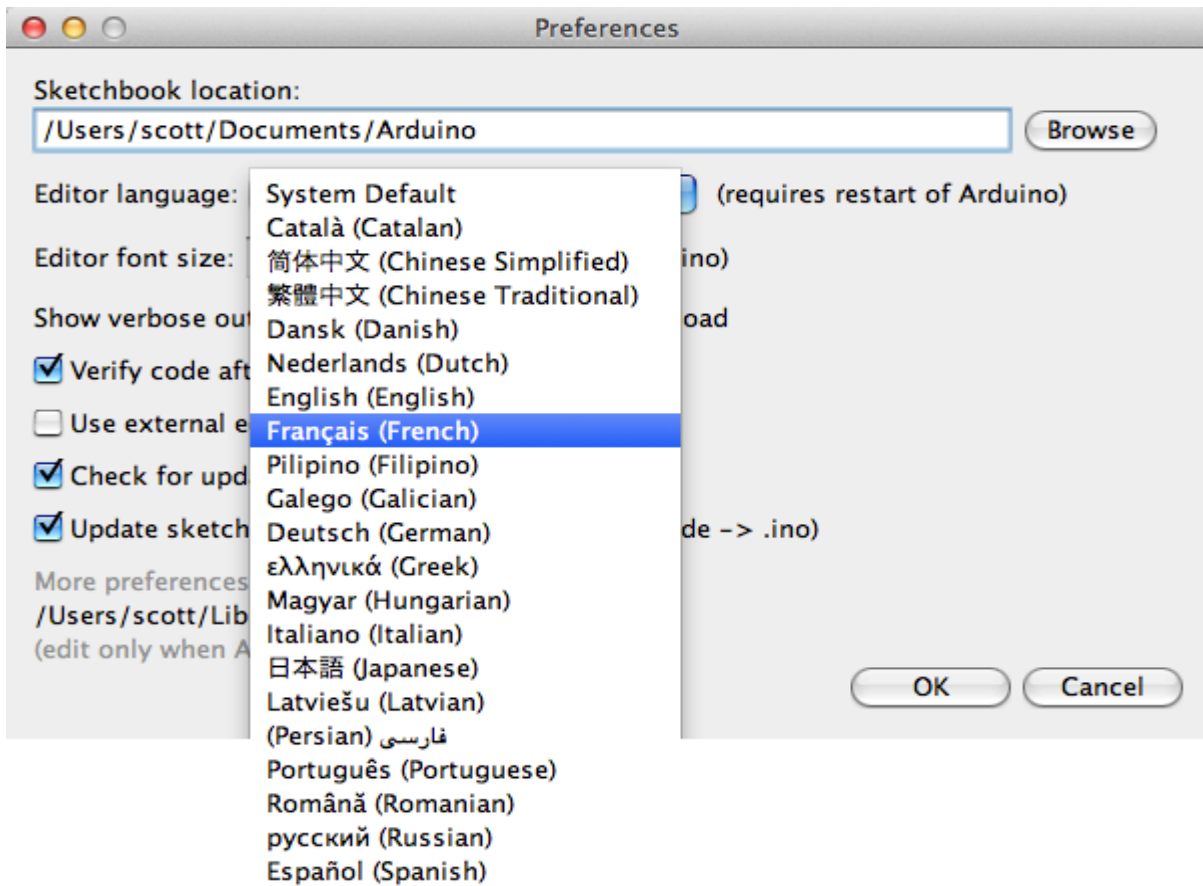 Preferences
Sketchbook location:
/Users/scott/Documents/Arduino
Browse
Editor language:
(requires restart of Arduino)
System Default
Català (Catalan)
简体中文 (Chinese Simplified)
繁體中文 (Chinese Traditional)
Dansk (Danish)
Nederlands (Dutch)
English (English)
Français (French)
Pilipino (Filipino)
Galego (Galician)
Deutsch (German)
ελληνικά (Greek)
Magyar (Hungarian)
Italiano (Italian)
日本語 (Japanese)
Latviešu (Latvian)
فارسی (Persian)
Português (Portuguese)
Română (Romanian)
русский (Russian)
Español (Spanish)
Editor font size:
ino)
Show verbose out
oad
Verify code aft
Use external e
Check for upd
Update sketch
de -> .ino)
More preferences
/Users/scott/Lib
(edit only when A
OK
Cancel